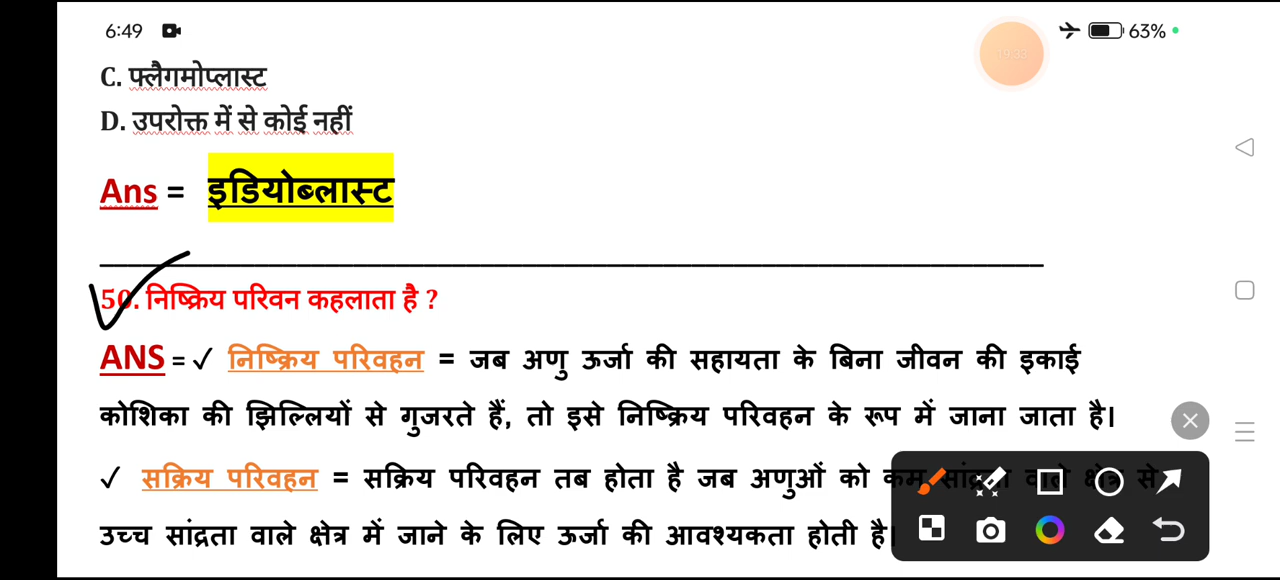 6:49
63%
C. फ्लैगमोप्लास्ट
D. उपरोक्त में से कोई नहीं
Ans = इडियोब्लास्ट
50. निष्क्रिय परिवन कहलाता है ?
ANS = ✓ निष्क्रिय परिवहन = जब अणु ऊर्जा की सहायता के बिना जीवन की इकाई
कोशिका की झिल्लियों से गुजरते हैं, तो इसे निष्क्रिय परिवहन के रूप में जाना जाता है।
✓ सक्रिय परिवहन = सक्रिय परिवहन तब होता है जब अणुओं को कम सांद्रता वाले क्षेत्र से
उच्च सांद्रता वाले क्षेत्र में जाने के लिए ऊर्जा की आवश्यकता होती है।